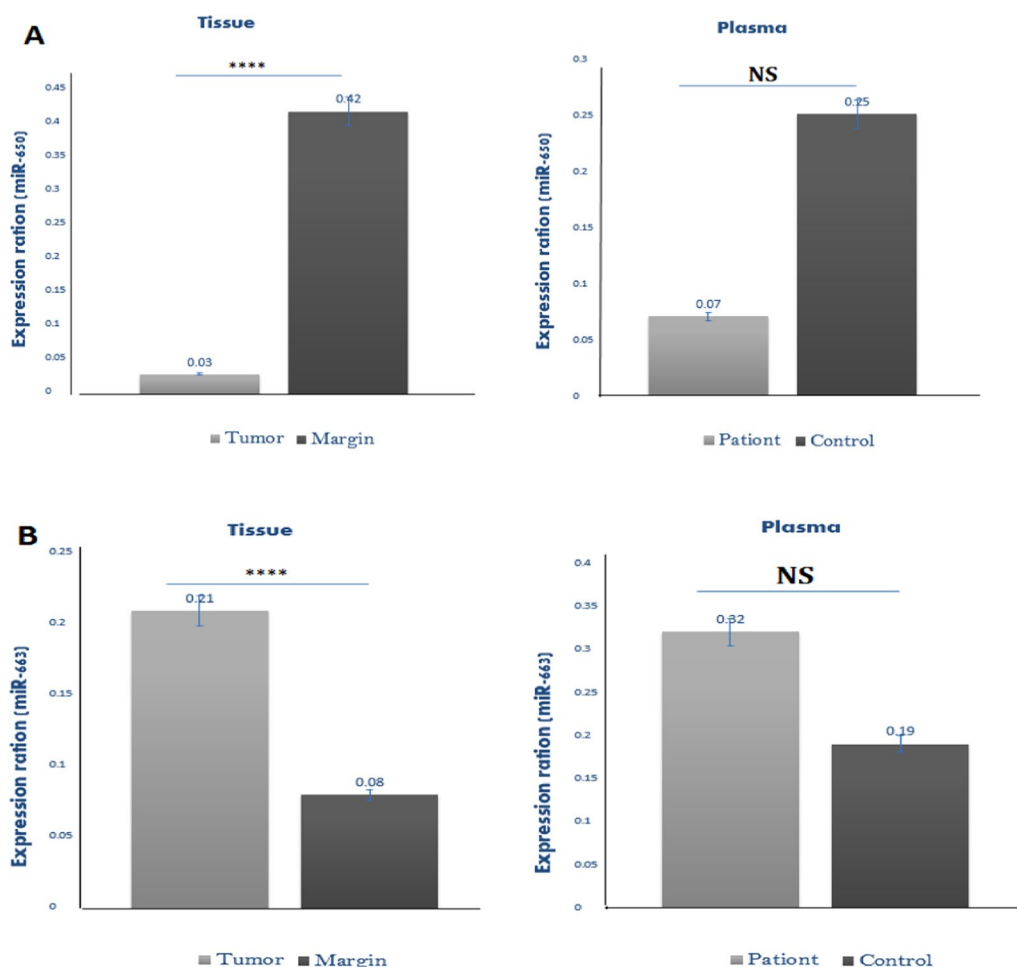 A
Tissue
Expression ration (miR-650)
0.45
0.4
0.35
0.3
0.25
0.2
0.15
0.1
0.05
0
****
0.03
0.42
Tumor Margin
Plasma
Expression ration (miR-650)
0.3
0.25
0.2
0.15
0.1
0.05
0
NS
0.07
0.25
Pationt Control
B
Tissue
Expression ration (miR-663)
0.25
0.2
0.15
0.1
0.05
0
****
0.21
0.08
Tumor Margin
Plasma
Expression ration (miR-663)
0.4
0.35
0.3
0.25
0.2
0.15
0.1
0.05
0
NS
0.32
0.19
Pationt Control